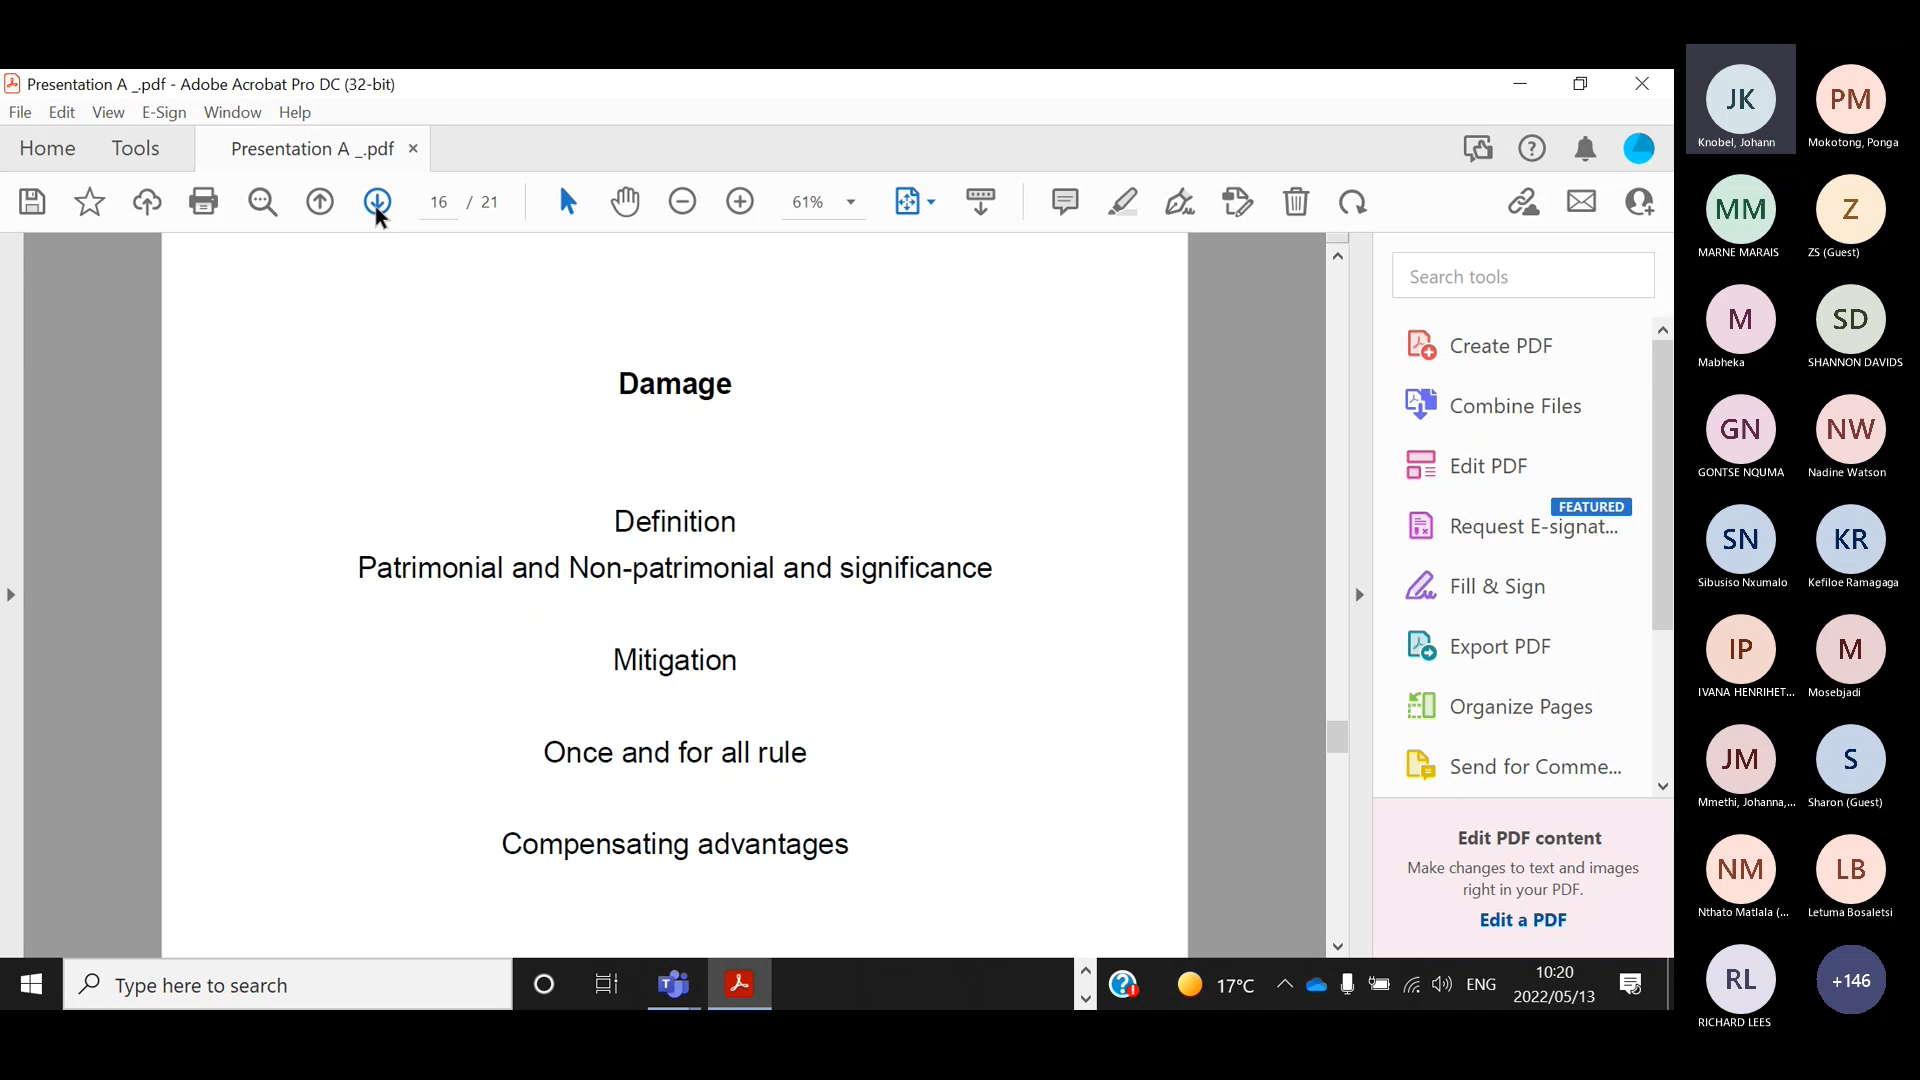 Presentation A _.pdf - Adobe Acrobat Pro DC (32-bit)
File Edit View E-Sign Window Help
Home Tools Presentation A _.pdf ×
16 / 21 61%
Damage
Definition
Patrimonial and Non-patrimonial and significance
Mitigation
Once and for all rule
Compensating advantages
Search tools
Create PDF
Combine Files
Edit PDF
FEATURED
Request E-signat...
Fill & Sign
Export PDF
Organize Pages
Send for Comme...
Edit PDF content
Make changes to text and images
right in your PDF.
Edit a PDF
Type here to search
17°C
ENG
10:20
2022/05/13
JK PM
Knobel, Johann Mokotong, Ponga
MM Z
MARNE MARAIS ZS (Guest)
M SD
Mabheka SHANNON DAVIDS
GN NW
GONTSE NQUMA Nadine Watson
SN KR
Sibusiso Nxumalo Kefiloe Ramagaga
IP M
IVANA HENRIHET... Mosebjadi
JM S
Mmethi, Johanna,... Sharon (Guest)
NM LB
Nthato Matlala (... Letuma Bosaletsi
RL +146
RICHARD LEES